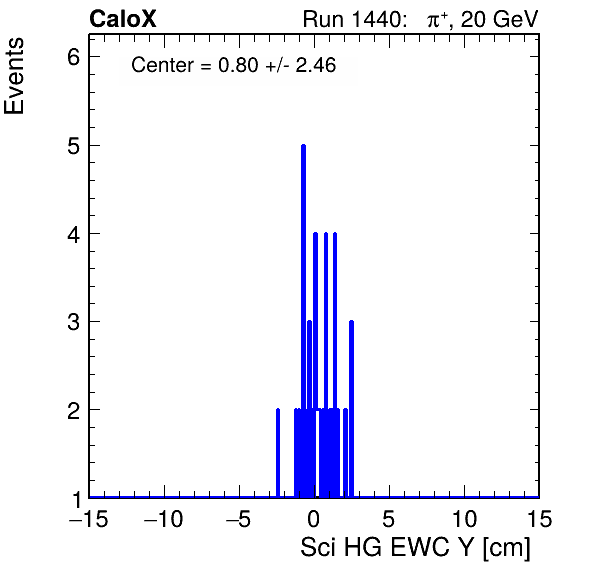 CaloX Run 1440: π⁺, 20 GeV
Center = 0.80 +/- 2.46
Events
6
5
4
3
2
1
−15 −10 −5 0 5 10 15
Sci HG EWC Y [cm]